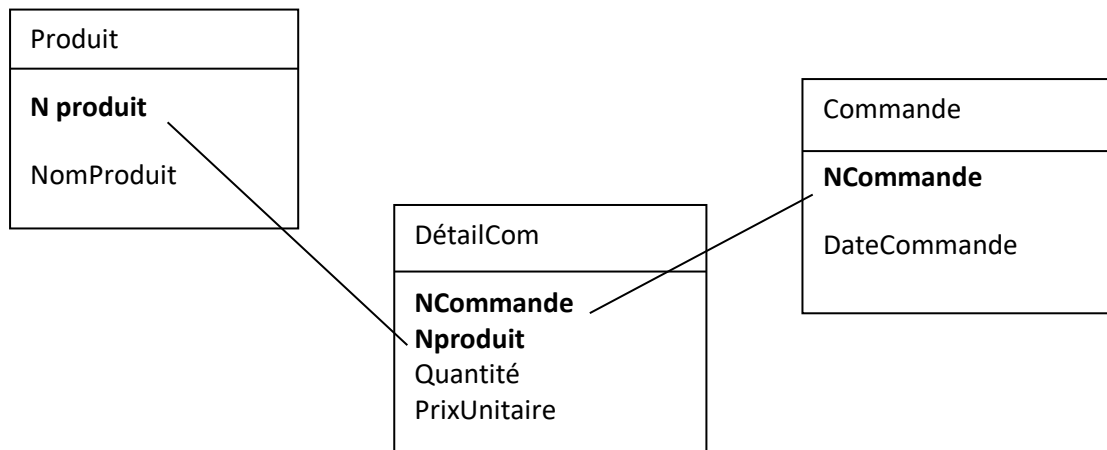 Produit
N produit
NomProduit
Commande
NCommande
DateCommande
DétailCom
NCommande
Nproduit
Quantité
PrixUnitaire